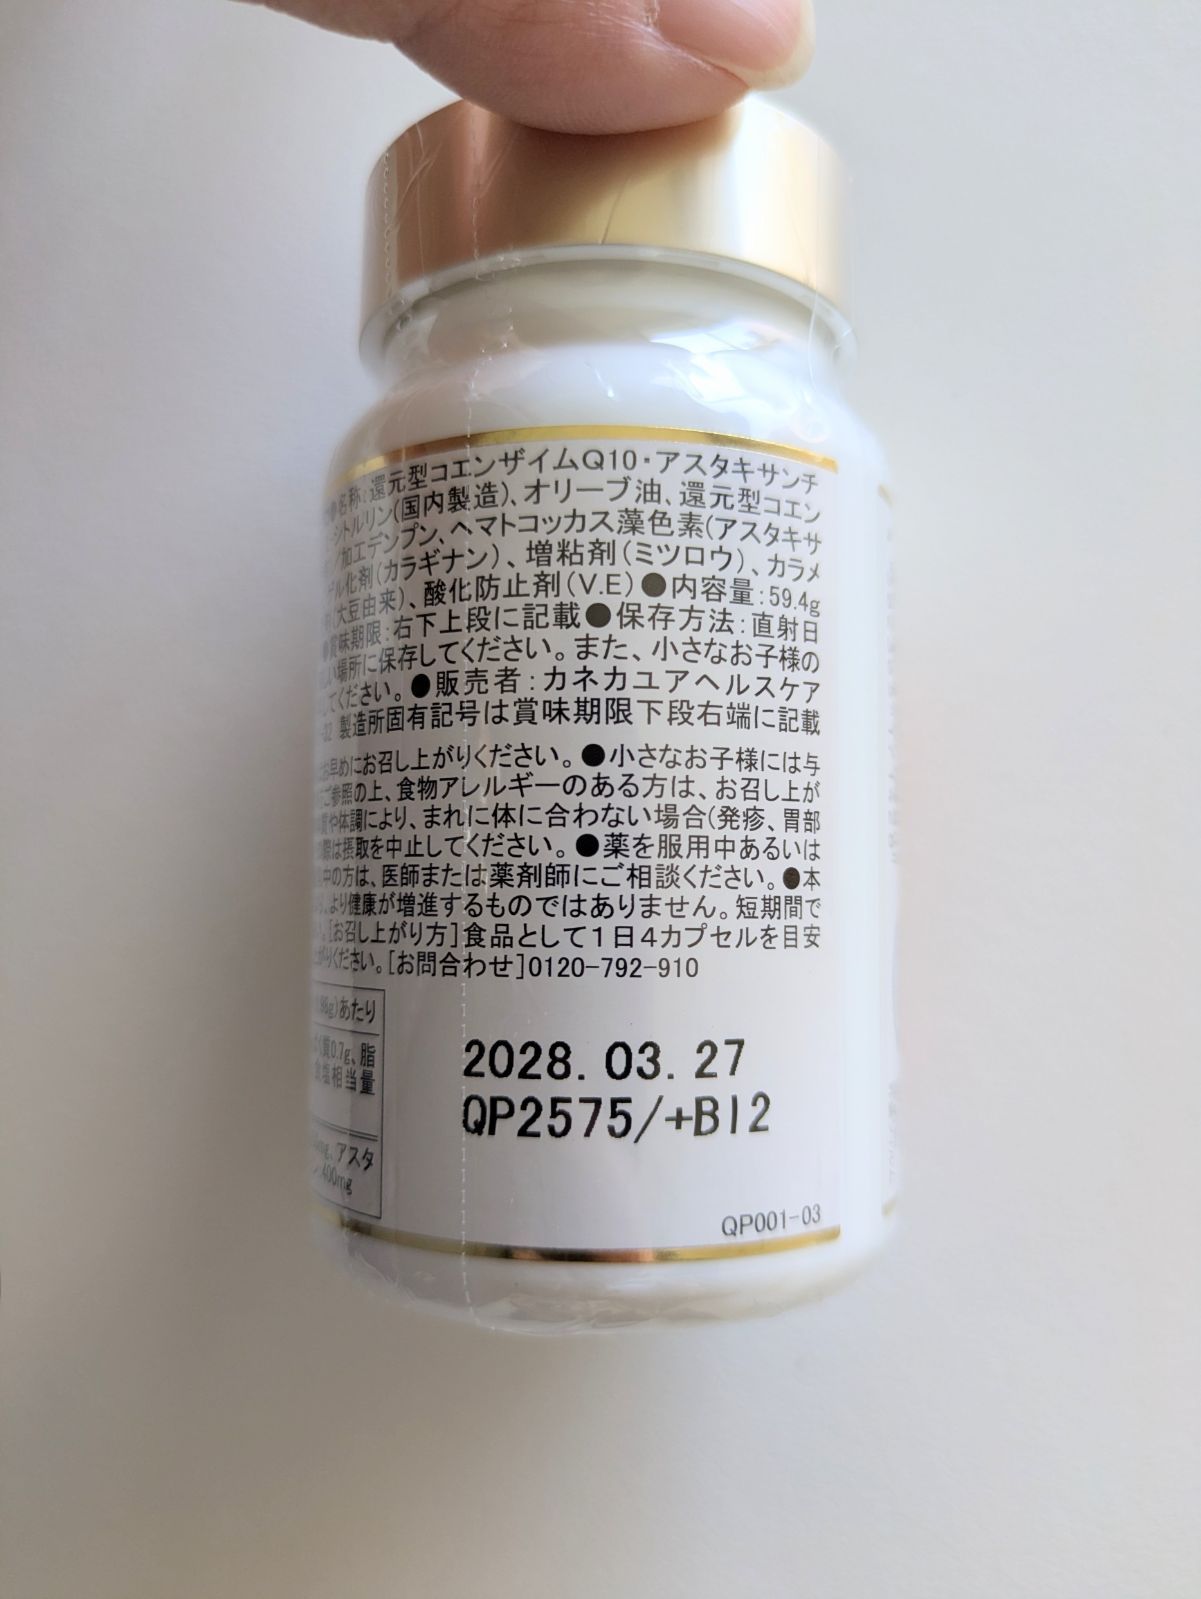 名称:還元型コエンザイムQ10・アスタキサンチ
シトルリン(国内製造)、オリーブ油、還元型コエン
/加工デンプン、ヘマトコッカス藻色素(アスタキサ
ゲル化剤(カラギナン)、増粘剤(ミツロウ)、カラメ
(大豆由来)、酸化防止剤(V.E)●内容量:59.4g
●賞味期限:右下上段に記載●保存方法:直射日
い場所に保存してください。また、小さなお子様の
てください。●販売者:カネカユアヘルスケア
-02 製造所固有記号は賞味期限下段右端に記載
お早めにお召し上がりください。●小さなお子様には与
ご参照の上、食物アレルギーのある方は、お召し上が
質や体調により、まれに体に合わない場合(発疹、胃部
際は摂取を中止してください。●薬を服用中あるいは
中の方は、医師または薬剤師にご相談ください。●本
より健康が増進するものではありません。短期間で
[お召し上がり方]食品として1日4カプセルを目安
がりください。[お問合わせ]0120-792-910
98g)あたり
質0.7g、脂
食塩相当量
mg、アスタ
400mg
2028.03.27
QP2575/+B12
QP001-03